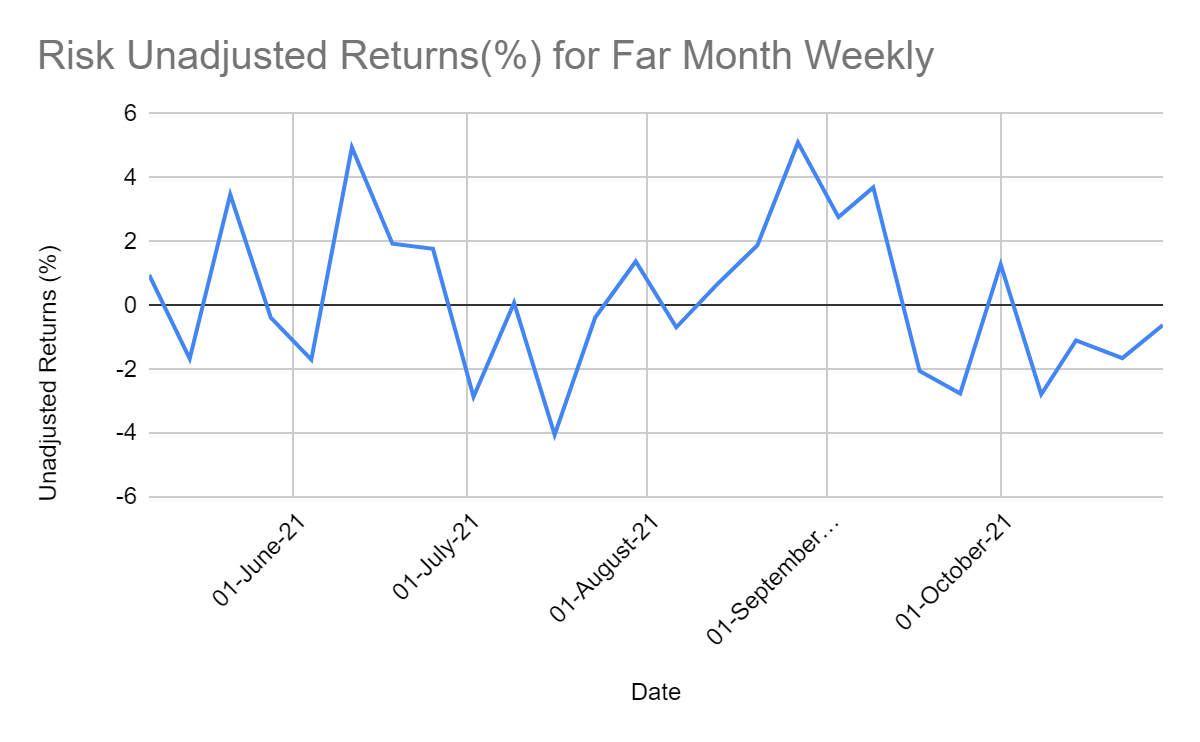 Risk Unadjusted Returns(%) for Far Month Weekly
6
4
2
0
-2
-4
-6
Unadjusted Returns (%)
01-June-21
01-July-21
01-August-21
01-September…
01-October-21
Date